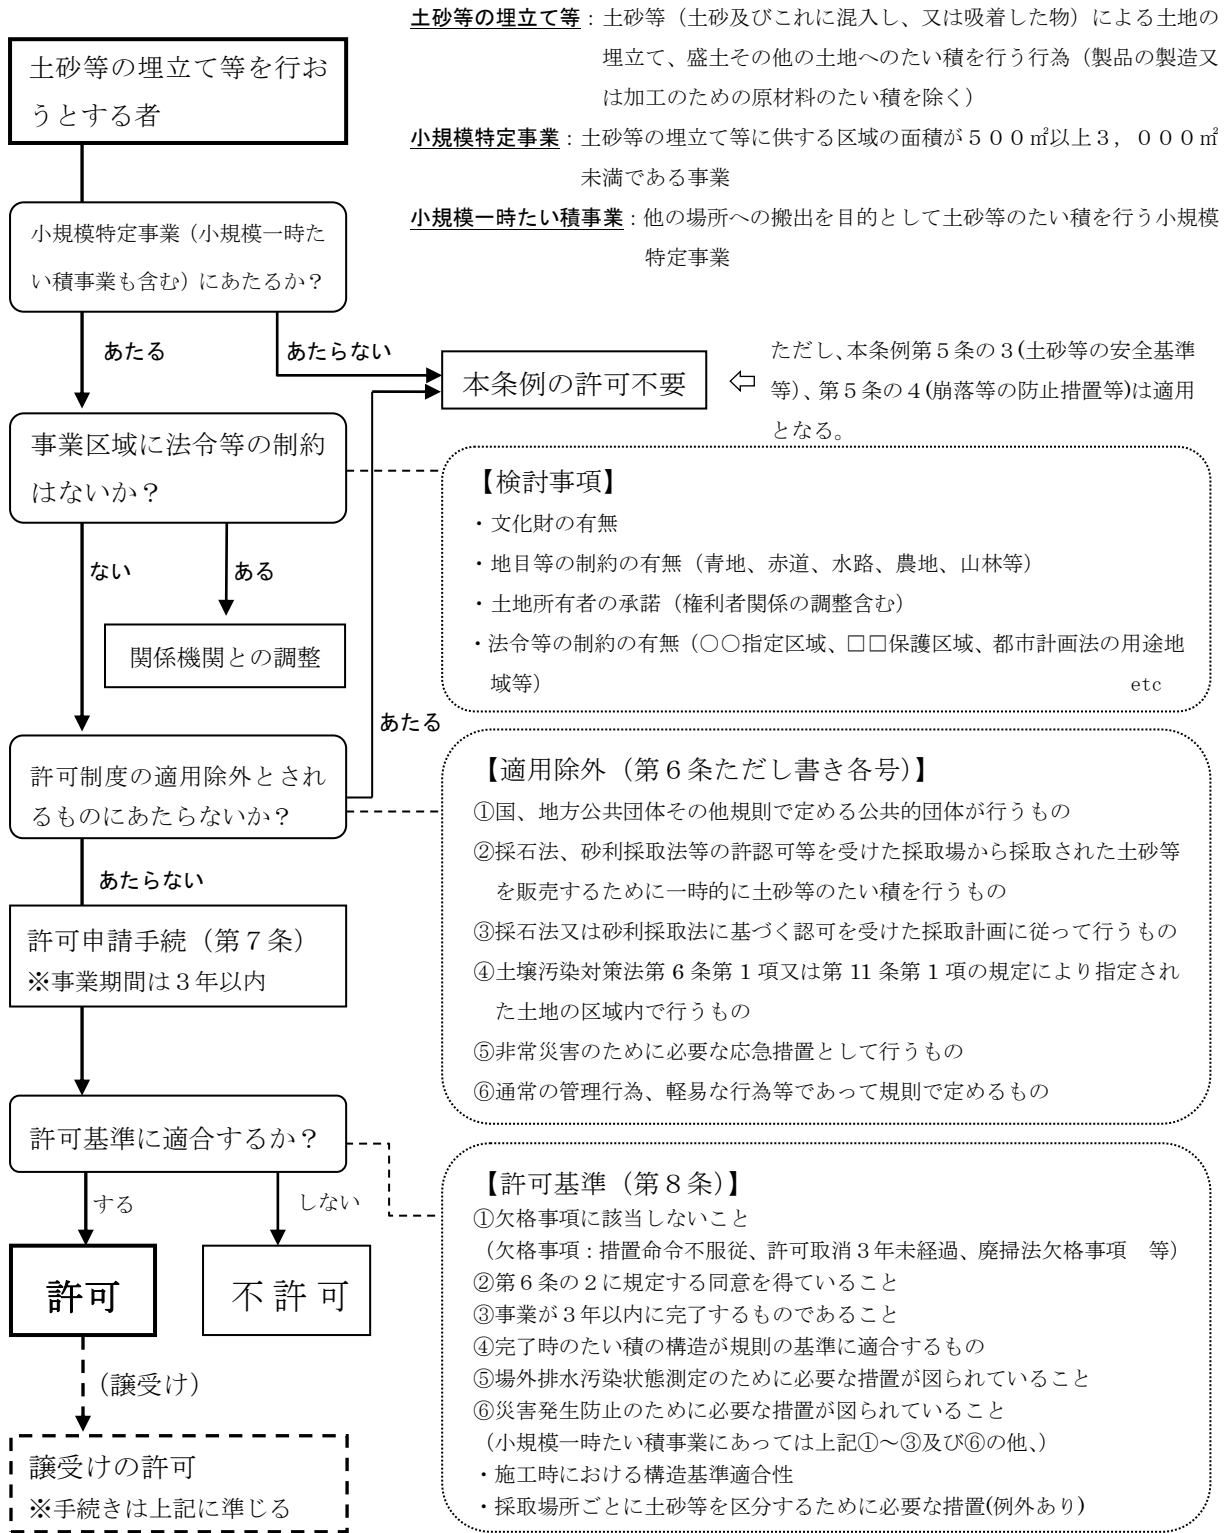 土砂等の埋立て等：土砂等（土砂及びこれに混入し、又は吸着した物）による土地の
埋立て、盛土その他の土地へのたい積を行う行為（製品の製造又
は加工のための原材料のたい積を除く）
小規模特定事業：土砂等の埋立て等に供する区域の面積が５００㎡以上３，０００㎡
未満である事業
小規模一時たい積事業：他の場所への搬出を目的として土砂等のたい積を行う小規模
特定事業
土砂等の埋立て等を行お
うとする者
小規模特定事業（小規模一時た
い積事業も含む）にあたるか？
あたる
あたらない
本条例の許可不要
ただし、本条例第５条の３(土砂等の安全基準
等)、第５条の４(崩落等の防止措置等)は適用
となる。
事業区域に法令等の制約
はないか？
ない
ある
関係機関との調整
【検討事項】
・文化財の有無
・地目等の制約の有無（青地、赤道、水路、農地、山林等）
・土地所有者の承諾（権利者関係の調整含む）
・法令等の制約の有無（○○指定区域、□□保護区域、都市計画法の用途地
域等）
etc
あたる
許可制度の適用除外とされ
るものにあたらないか？
あたらない
【適用除外（第６条ただし書き各号）】
①国、地方公共団体その他規則で定める公共的団体が行うもの
②採石法、砂利採取法等の許認可等を受けた採取場から採取された土砂等
を販売するために一時的に土砂等のたい積を行うもの
③採石法又は砂利採取法に基づく認可を受けた採取計画に従って行うもの
④土壌汚染対策法第 6 条第 1 項又は第 11 条第 1 項の規定により指定され
た土地の区域内で行うもの
⑤非常災害のために必要な応急措置として行うもの
⑥通常の管理行為、軽易な行為等であって規則で定めるもの
許可申請手続（第７条）
※事業期間は３年以内
許可基準に適合するか？
する
しない
許可
不 許 可
（譲受け）
譲受けの許可
※手続きは上記に準じる
【許可基準（第８条）】
①欠格事項に該当しないこと
（欠格事項：措置命令不服従、許可取消３年未経過、廃掃法欠格事項　等）
②第６条の２に規定する同意を得ていること
③事業が３年以内に完了するものであること
④完了時のたい積の構造が規則の基準に適合するもの
⑤場外排水汚染状態測定のために必要な措置が図られていること
⑥災害発生防止のために必要な措置が図られていること
（小規模一時たい積事業にあっては上記①～③及び⑥の他、）
・施工時における構造基準適合性
・採取場所ごとに土砂等を区分するために必要な措置(例外あり)